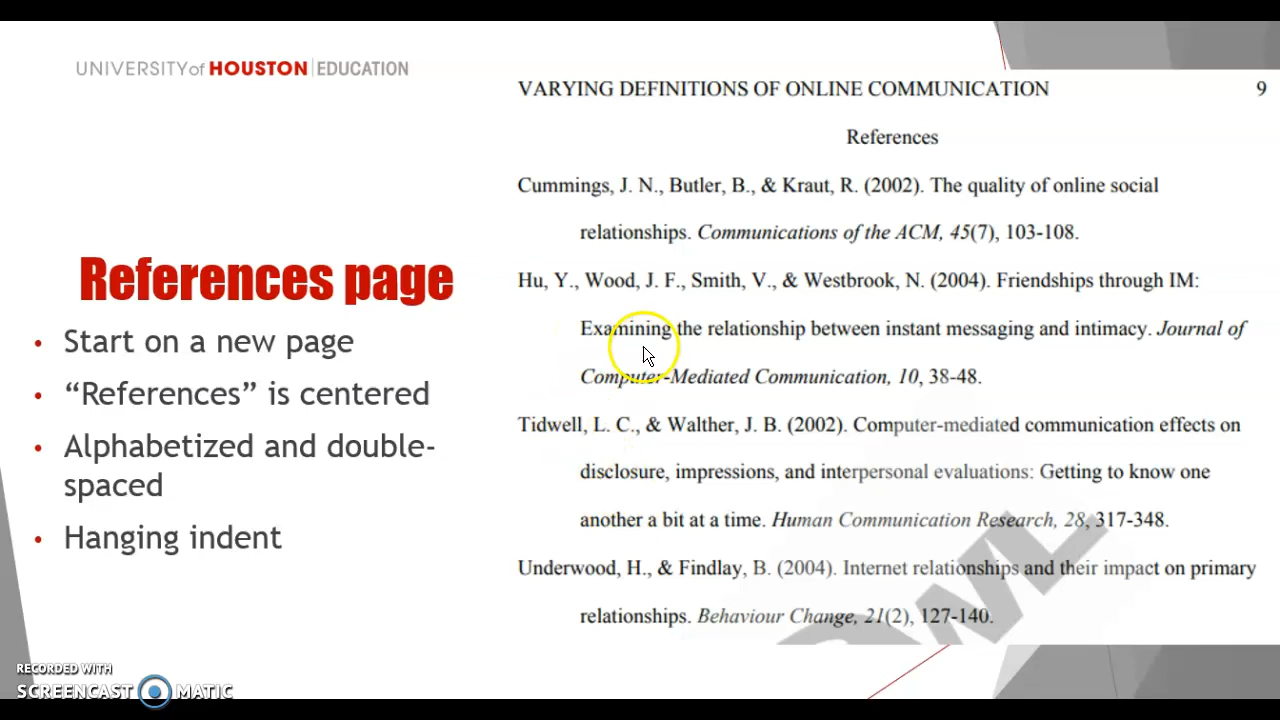 UNIVERSITYof HOUSTON | EDUCATION
References page
• Start on a new page
• “References” is centered
• Alphabetized and double-
spaced
• Hanging indent
VARYING DEFINITIONS OF ONLINE COMMUNICATION 9
References
Cummings, J. N., Butler, B., & Kraut, R. (2002). The quality of online social
relationships. Communications of the ACM, 45(7), 103-108.
Hu, Y., Wood, J. F., Smith, V., & Westbrook, N. (2004). Friendships through IM:
Examining the relationship between instant messaging and intimacy. Journal of
Computer-Mediated Communication, 10, 38-48.
Tidwell, L. C., & Walther, J. B. (2002). Computer-mediated communication effects on
disclosure, impressions, and interpersonal evaluations: Getting to know one
another a bit at a time. Human Communication Research, 28, 317-348.
Underwood, H., & Findlay, B. (2004). Internet relationships and their impact on primary
relationships. Behaviour Change, 21(2), 127-140.
OWL
RECORDED WITH
SCREENCAST MATIC